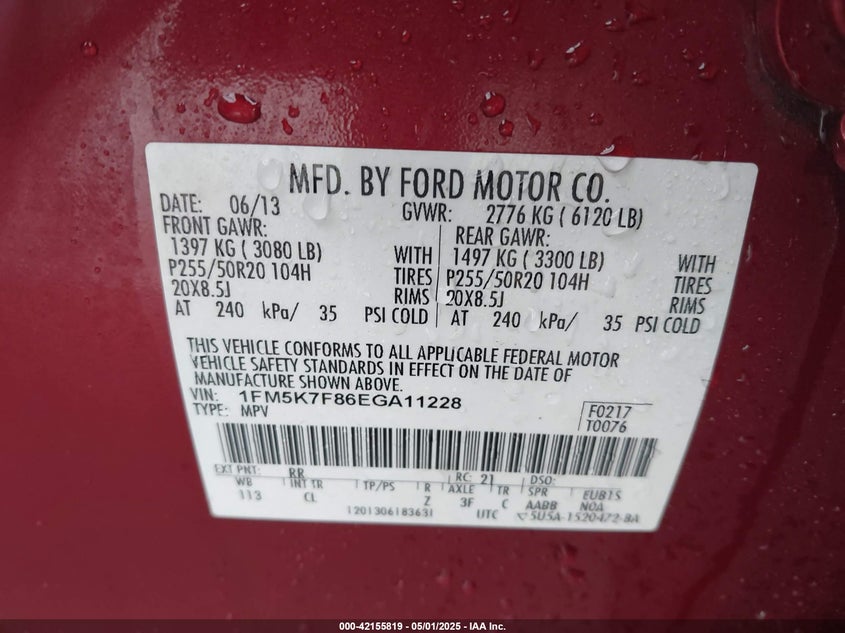 MFD. BY FORD MOTOR CO.
DATE: 06/13 GVWR: 2776 KG ( 6120 LB)
FRONT GAWR: REAR GAWR:
1397 KG ( 3080 LB) WITH 1497 KG ( 3300 LB) WITH
P255/50R20 104H TIRES P255/50R20 104H TIRES
20X8.5J RIMS 20X8.5J RIMS
AT 240 kPa/ 35 PSI COLD AT 240 kPa/ 35 PSI COLD
THIS VEHICLE CONFORMS TO ALL APPLICABLE FEDERAL MOTOR
VEHICLE SAFETY STANDARDS IN EFFECT ON THE DATE OF
MANUFACTURE SHOWN ABOVE.
VIN: 1FM5K7F86EGA11228 F0217
TYPE: MPV T0076
EXT PNT: RR RC: 21 DSO:
WB INT TR TP/PS R AXLE TR SPR EUB1S
113 CL Z 3F C AABB NOA
1201306183631 UTC 5U5A-1520472-BA
000-42155819 - 05/01/2025 - IAA Inc.